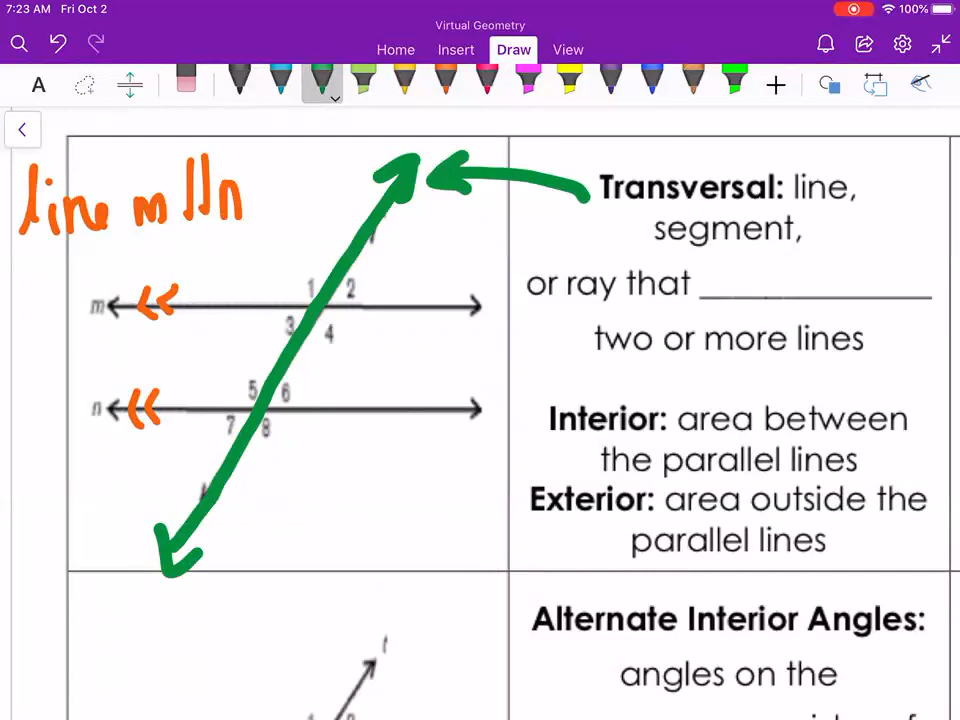 7:23 AM Fri Oct 2
100%
Virtual Geometry
Home Insert Draw View
A
line m || n
Transversal: line,
segment,
or ray that ______________
two or more lines
1 2
m
3 4
5 6
n
7 8
Interior: area between
the parallel lines
Exterior: area outside the
parallel lines
Alternate Interior Angles:
angles on the
t